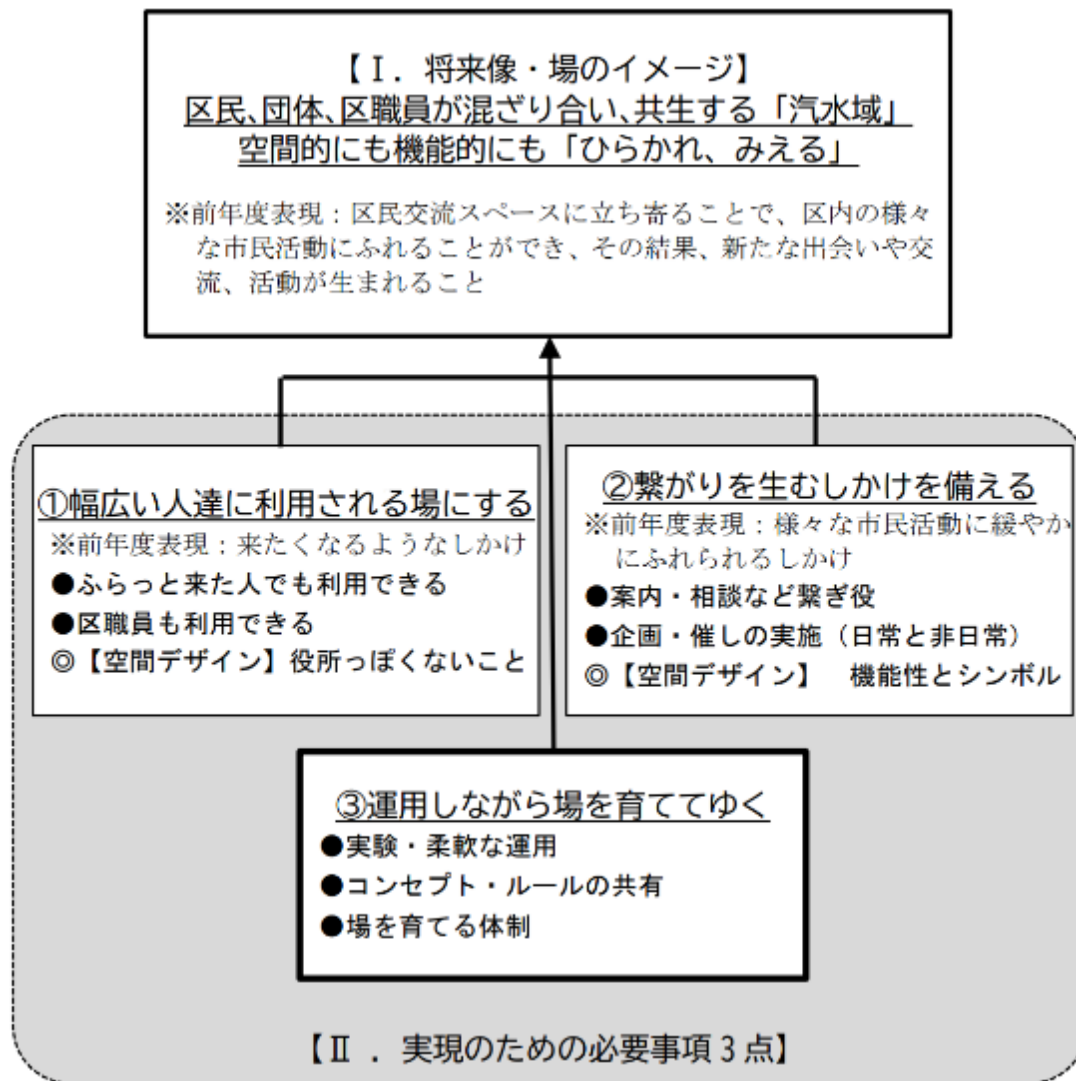 【Ⅰ．将来像・場のイメージ】
区民、団体、区職員が混ざり合い、共生する「汽水域」
空間的にも機能的にも「ひらかれ、みえる」
※前年度表現：区民交流スペースに立ち寄ることで、区内の様々
な市民活動にふれることができ、その結果、新たな出会いや交
流、活動が生まれること
①幅広い人達に利用される場にする
※前年度表現：来たくなるようなしかけ
●ふらっと来た人でも利用できる
●区職員も利用できる
◎【空間デザイン】役所っぽくないこと
②繋がりを生むしかけを備える
※前年度表現：様々な市民活動に緩やか
にふれられるしかけ
●案内・相談など繋ぎ役
●企画・催しの実施（日常と非日常）
◎【空間デザイン】　機能性とシンボル
③運用しながら場を育ててゆく
●実験・柔軟な運用
●コンセプト・ルールの共有
●場を育てる体制
【Ⅱ ．実現のための必要事項３点】